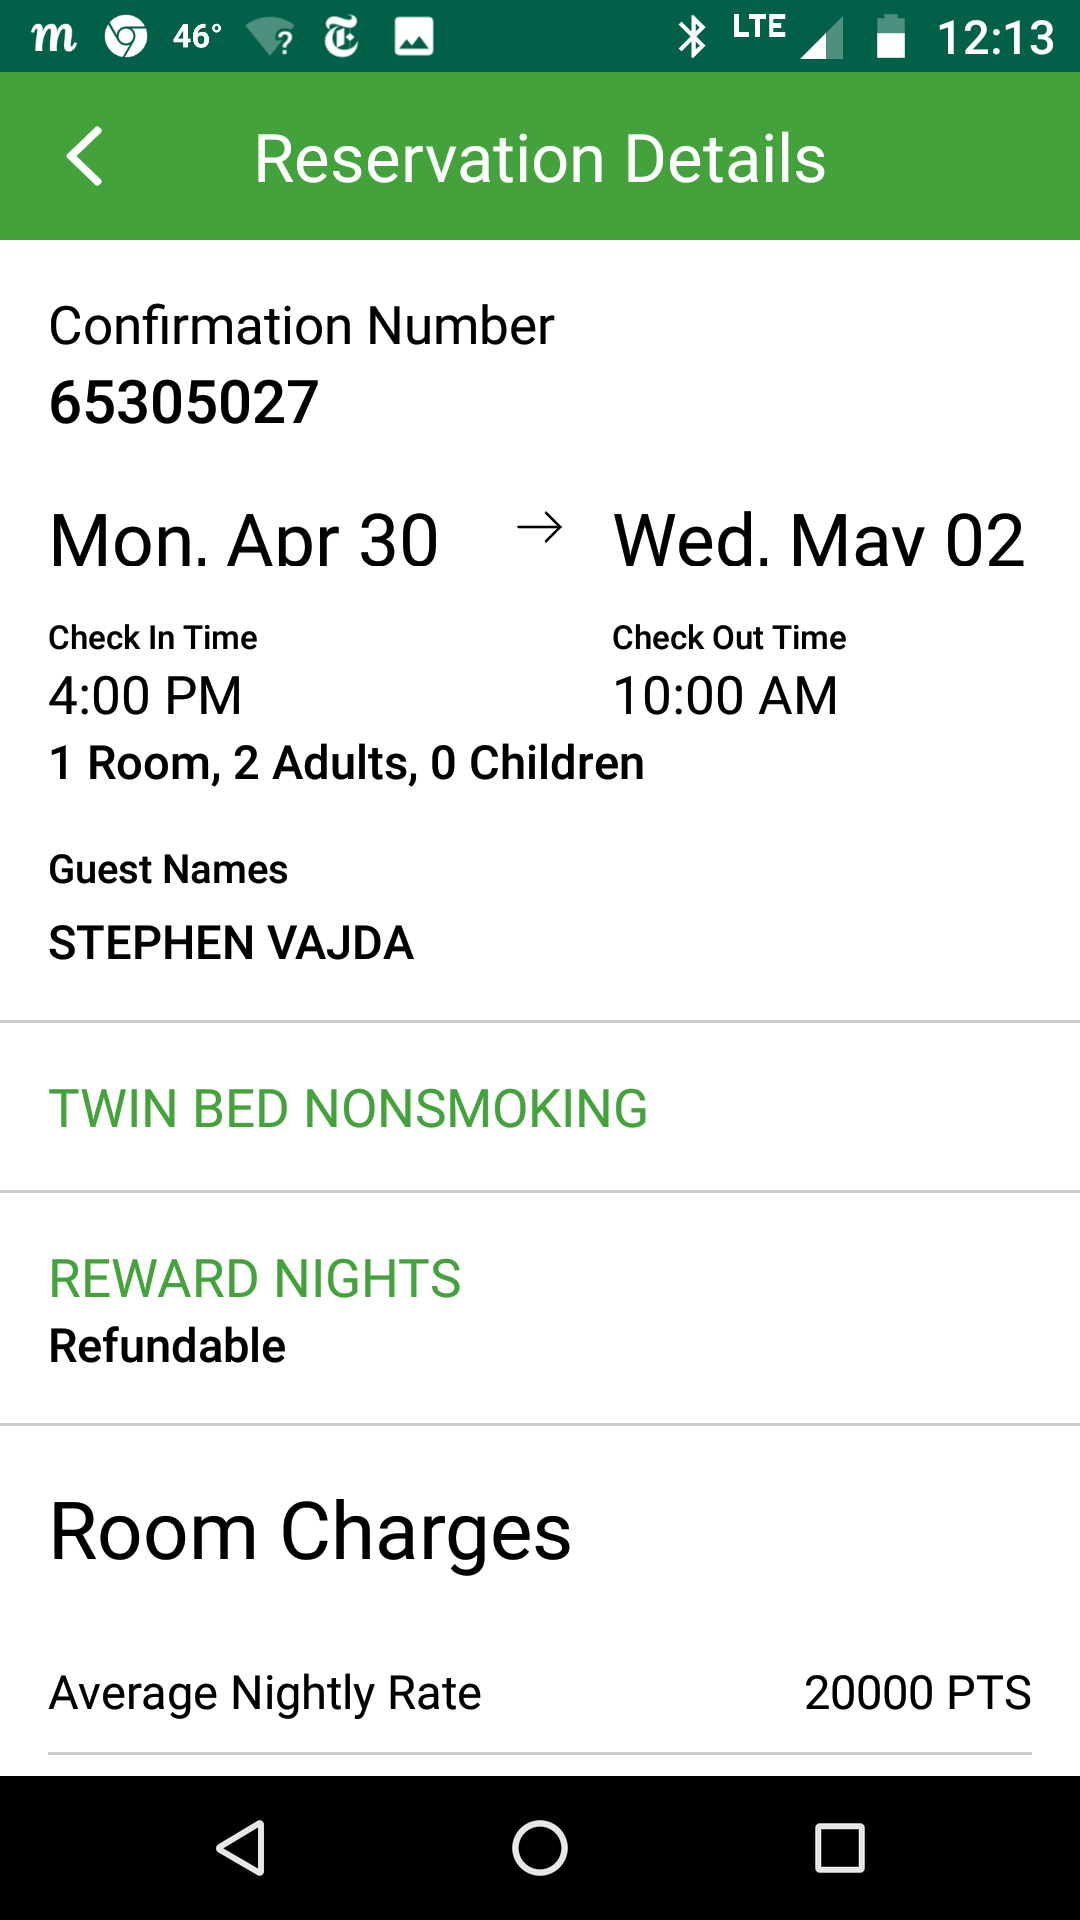 m 46° ? T LTE 12:13
Reservation Details
Confirmation Number
65305027
Mon. Apr 30 → Wed. May 02
Check In Time Check Out Time
4:00 PM 10:00 AM
1 Room, 2 Adults, 0 Children
Guest Names
STEPHEN VAJDA
TWIN BED NONSMOKING
REWARD NIGHTS
Refundable
Room Charges
Average Nightly Rate 20000 PTS